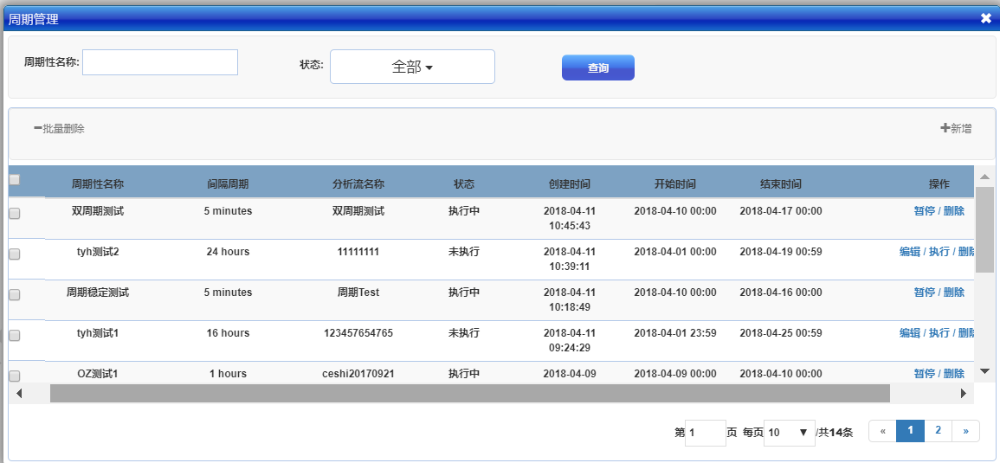 周期管理
周期性名称: 状态: 全部 查询
批量删除 新增
周期性名称 间隔周期 分析流名称 状态 创建时间 开始时间 结束时间 操作
双周期测试 5 minutes 双周期测试 执行中 2018-04-11 10:45:43 2018-04-10 00:00 2018-04-17 00:00 暂停 / 删除
tyh测试2 24 hours 11111111 未执行 2018-04-11 10:39:11 2018-04-01 00:00 2018-04-19 00:59 编辑 / 执行 / 删除
周期稳定测试 5 minutes 周期Test 执行中 2018-04-11 10:18:49 2018-04-10 00:00 2018-04-16 00:00 暂停 / 删除
tyh测试1 16 hours 123457654765 未执行 2018-04-11 09:24:29 2018-04-01 23:59 2018-04-25 00:59 编辑 / 执行 / 删除
OZ测试1 1 hours ceshi20170921 执行中 2018-04-09 2018-04-09 00:00 2018-04-10 00:00 暂停 / 删除
第 1 页 每页 10 /共14条 « 1 2 »